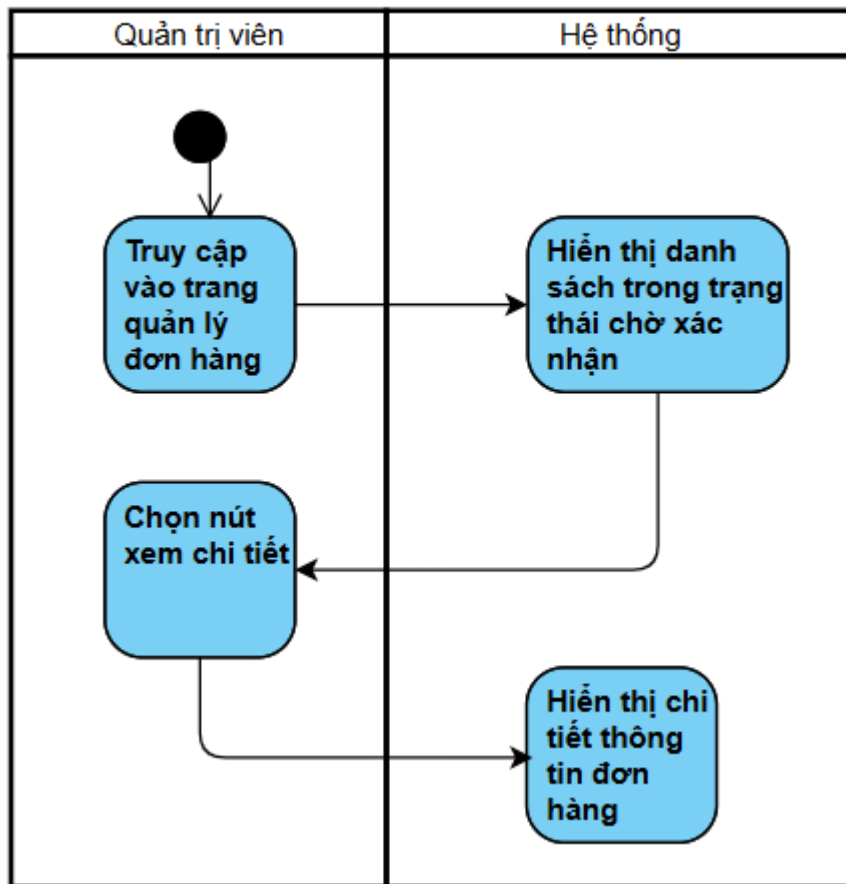 Quản trị viên
Hệ thống
Truy cập
vào trang
quản lý
đơn hàng
Hiển thị danh
sách trong trạng
thái chờ xác
nhận
Chọn nút
xem chi tiết
Hiển thị chi
tiết thông
tin đơn
hàng